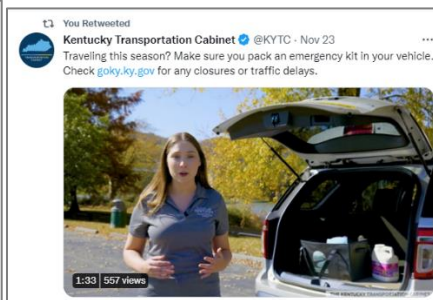 You Retweeted
Kentucky Transportation Cabinet @KYTC · Nov 23 ...
Traveling this season? Make sure you pack an emergency kit in your vehicle.
Check goky.ky.gov for any closures or traffic delays.
1:33 557 views